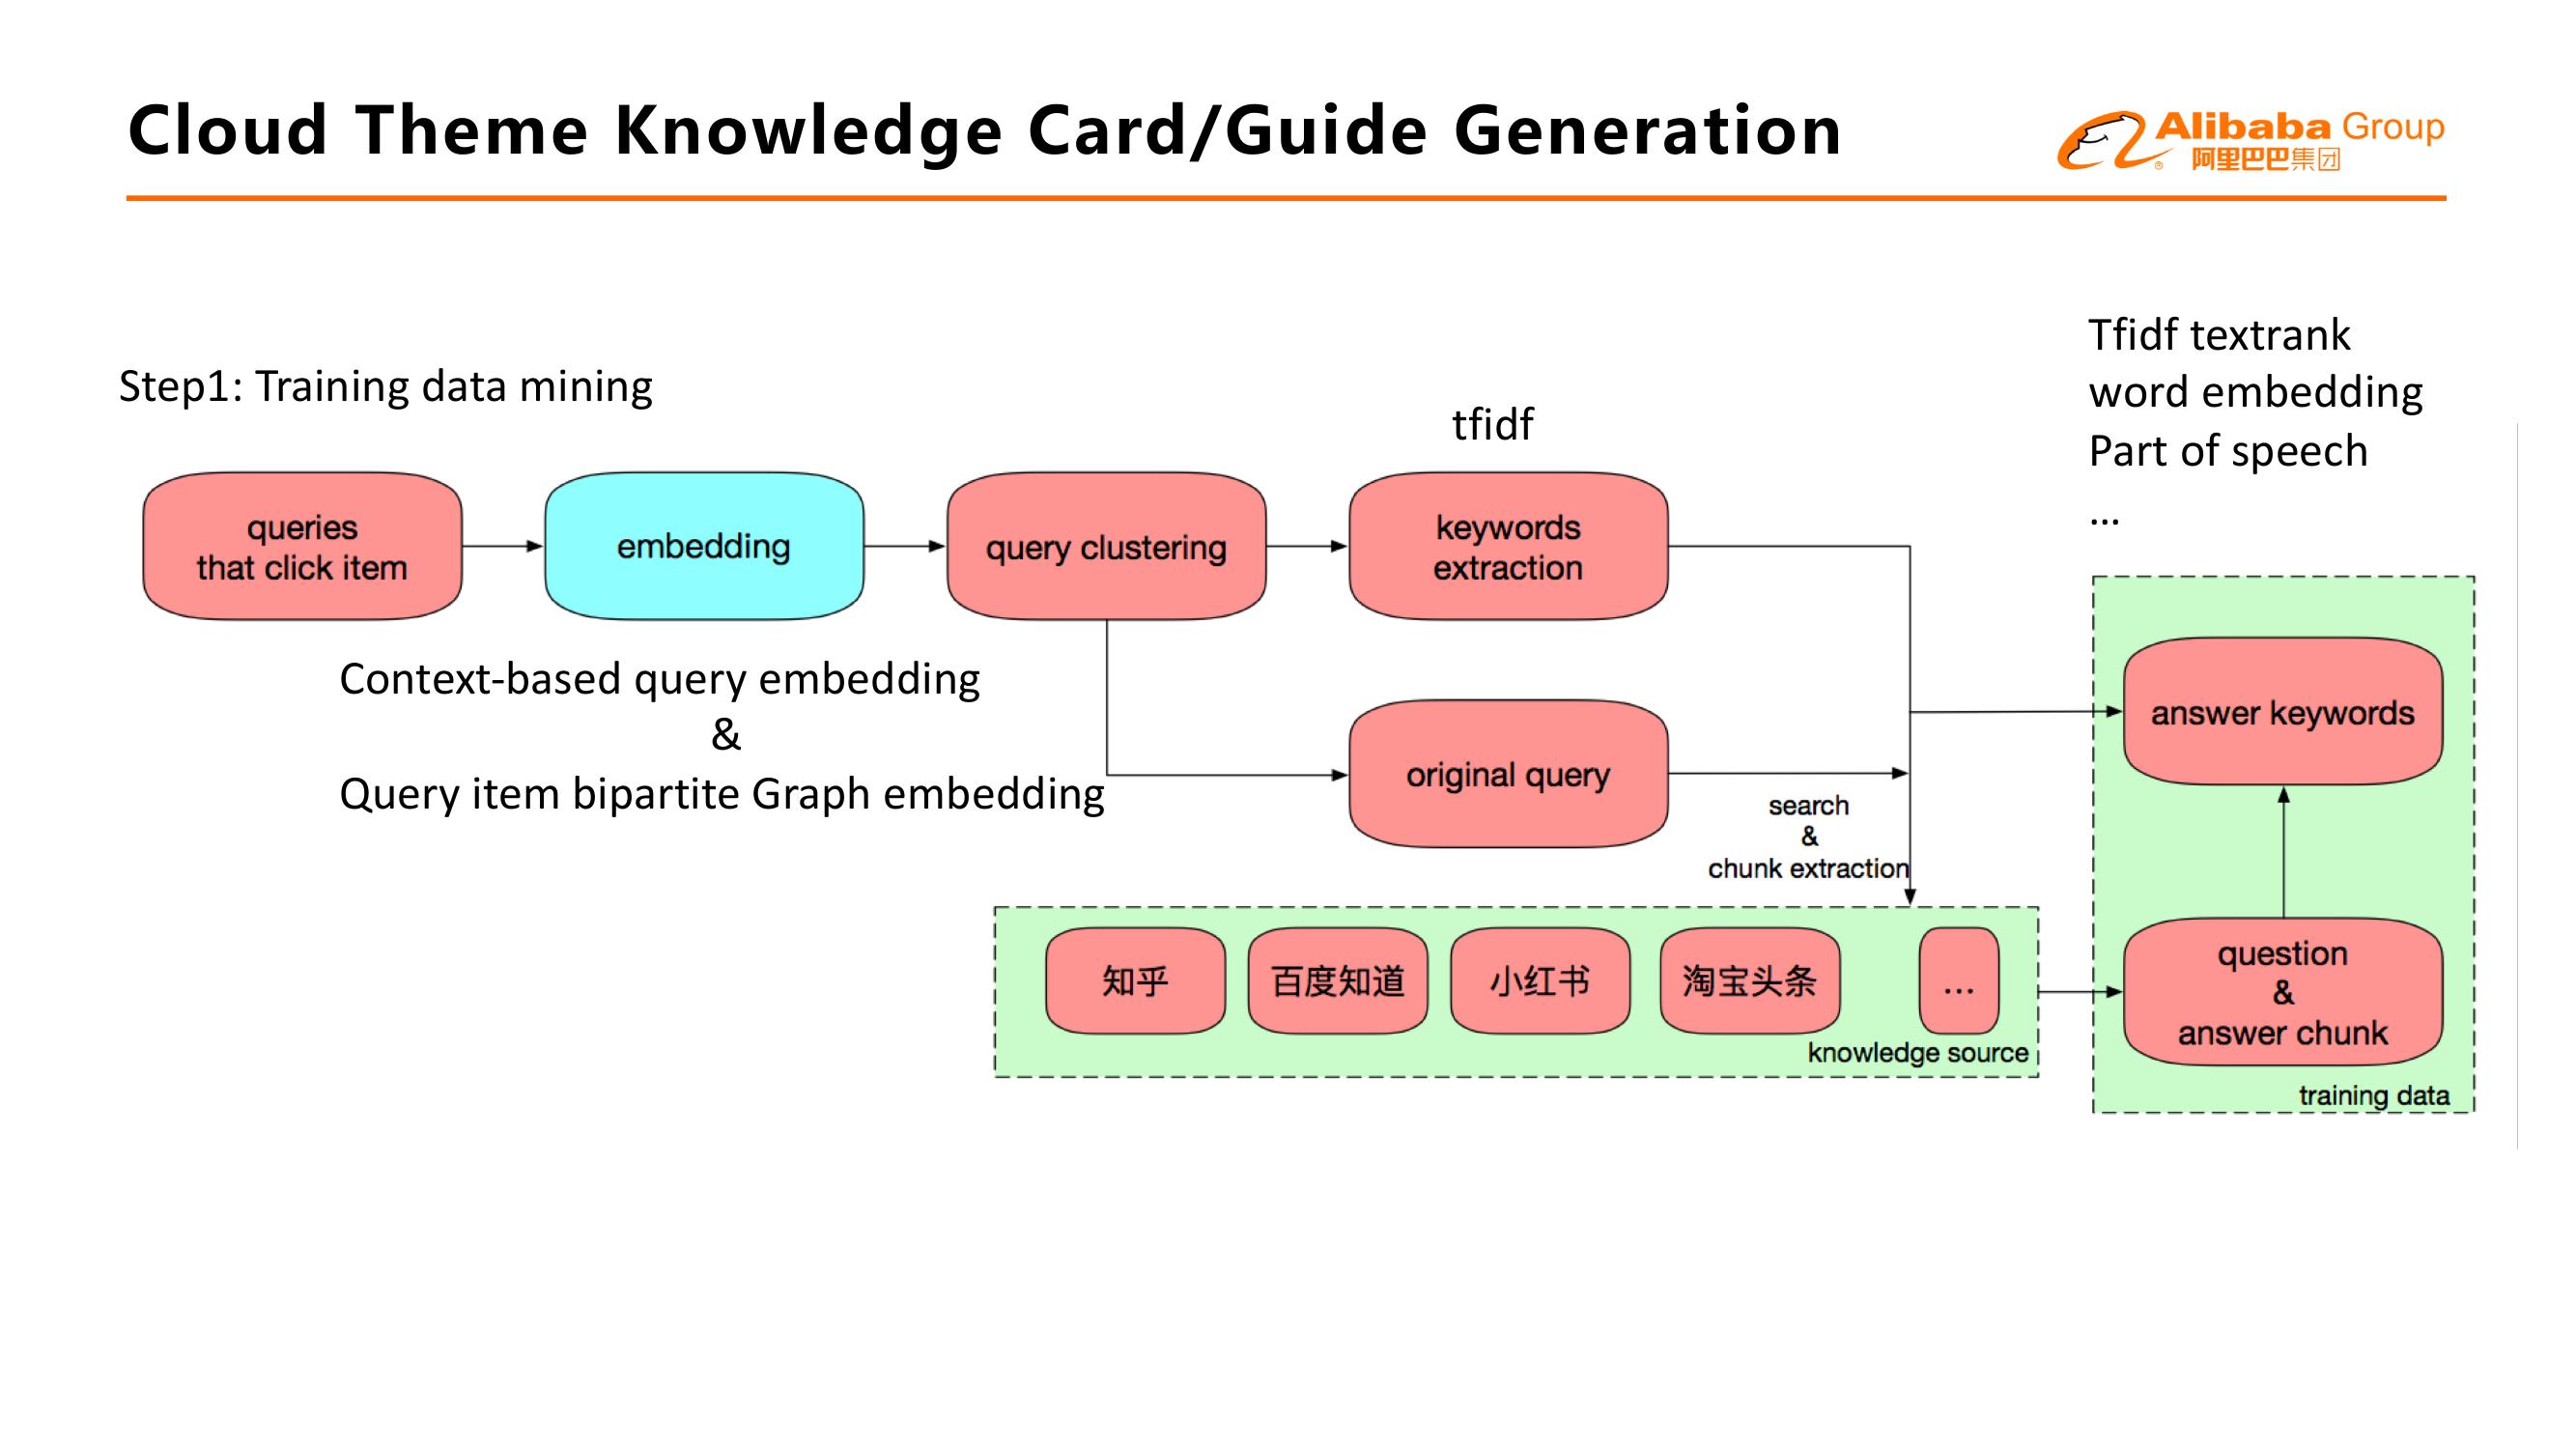 Cloud Theme Knowledge Card/Guide Generation
Alibaba Group
阿里巴巴集团
Step1: Training data mining
Tfidf textrank
word embedding
Part of speech
...
tfidf
queries
that click item
embedding
query clustering
keywords
extraction
Context-based query embedding
&
Query item bipartite Graph embedding
original query
search
&
chunk extraction
answer keywords
知乎
百度知道
小红书
淘宝头条
...
knowledge source
question
&
answer chunk
training data